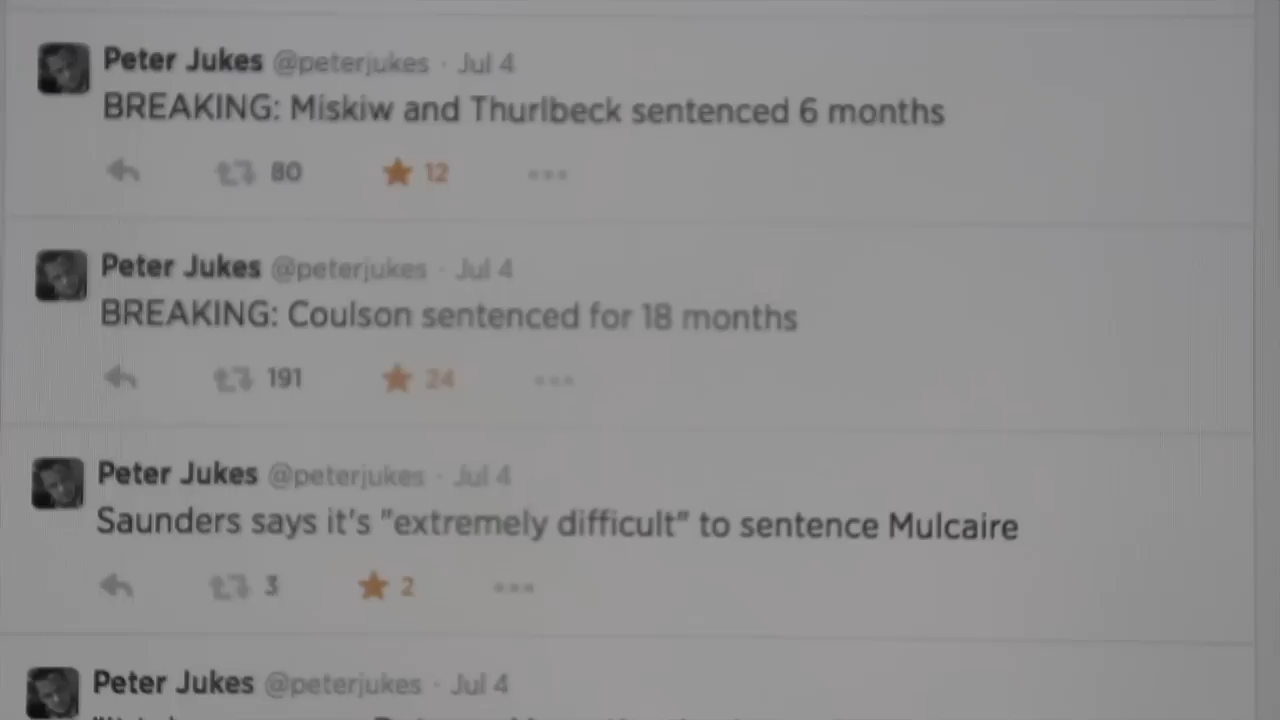 Peter Jukes @peterjukes · Jul 4
BREAKING: Miskiw and Thurlbeck sentenced 6 months
80 12
Peter Jukes @peterjukes · Jul 4
BREAKING: Coulson sentenced for 18 months
191 24
Peter Jukes @peterjukes · Jul 4
Saunders says it's "extremely difficult" to sentence Mulcaire
3 2
Peter Jukes @peterjukes · Jul 4